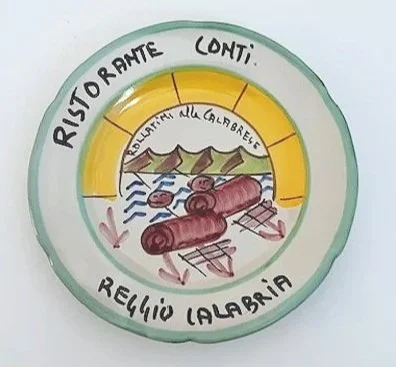 RISTORANTE CONTi.
ROLLATINI alla CALABRESE
REGGIO CALABRIA